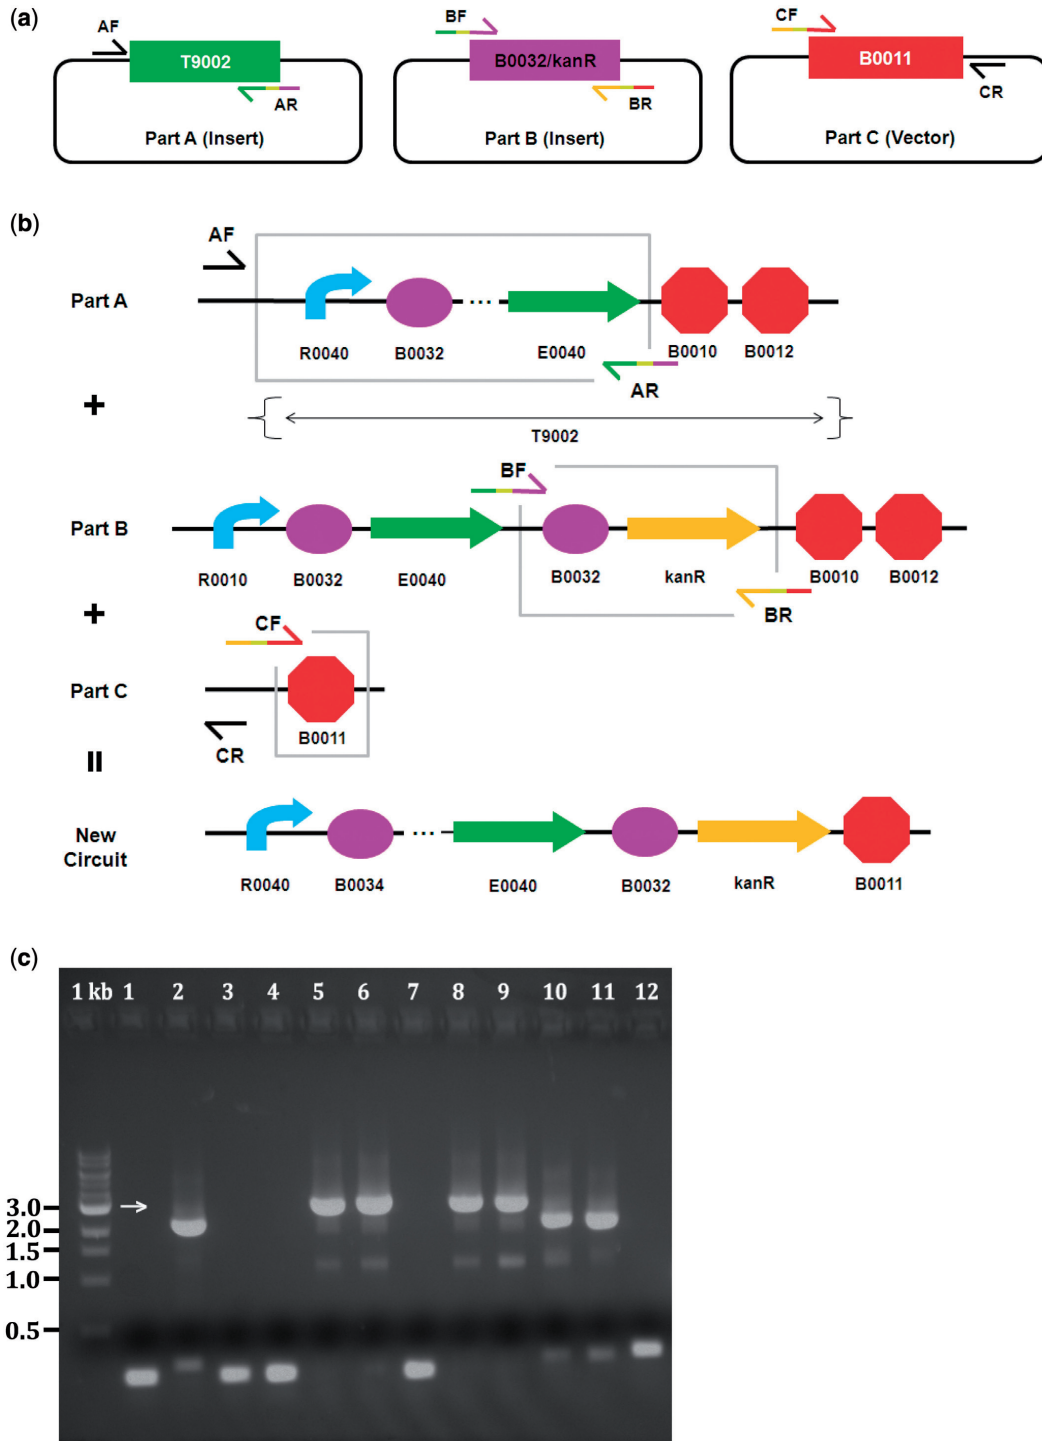 (a)
AF
T9002
AR
Part A (Insert)
BF
B0032/kanR
BR
Part B (Insert)
CF
B0011
CR
Part C (Vector)
(b)
AF
Part A
R0040
B0032
...
E0040
B0010
B0012
AR
+
T9002
BF
Part B
R0010
B0032
E0040
B0032
kanR
B0010
B0012
BR
+
CF
Part C
B0011
CR
=
New
Circuit
R0040
B0034
...
E0040
B0032
kanR
B0011
(c)
1 kb 1 2 3 4 5 6 7 8 9 10 11 12
3.0
2.0
1.5
1.0
0.5